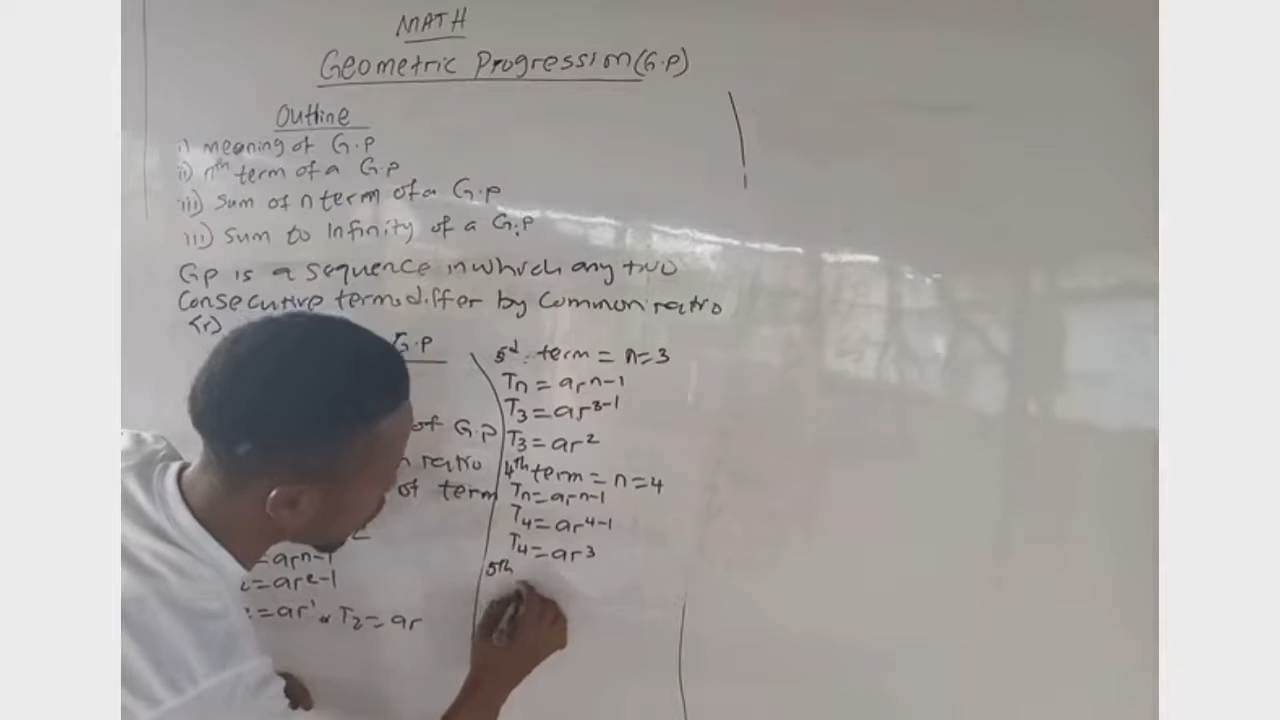 MATH
Geometric Progression(G.P)
Outline
i) meaning of G.P
ii) nth term of a G.P
iii) Sum of n term of a G.P
iii) Sum to Infinity of a G.P
GP is a sequence in which any two
Consecutive terms differ by Common ratio
(r)
G.P
of G.P
ratio
of term
=arn-1
=ar2-1
=ar1 T2=ar
term = n=3
Tn = arn-1
T3=ar3-1
T3=ar2
4th term = n=4
Tn=arn-1
T4=ar4-1
T4=ar3
5th